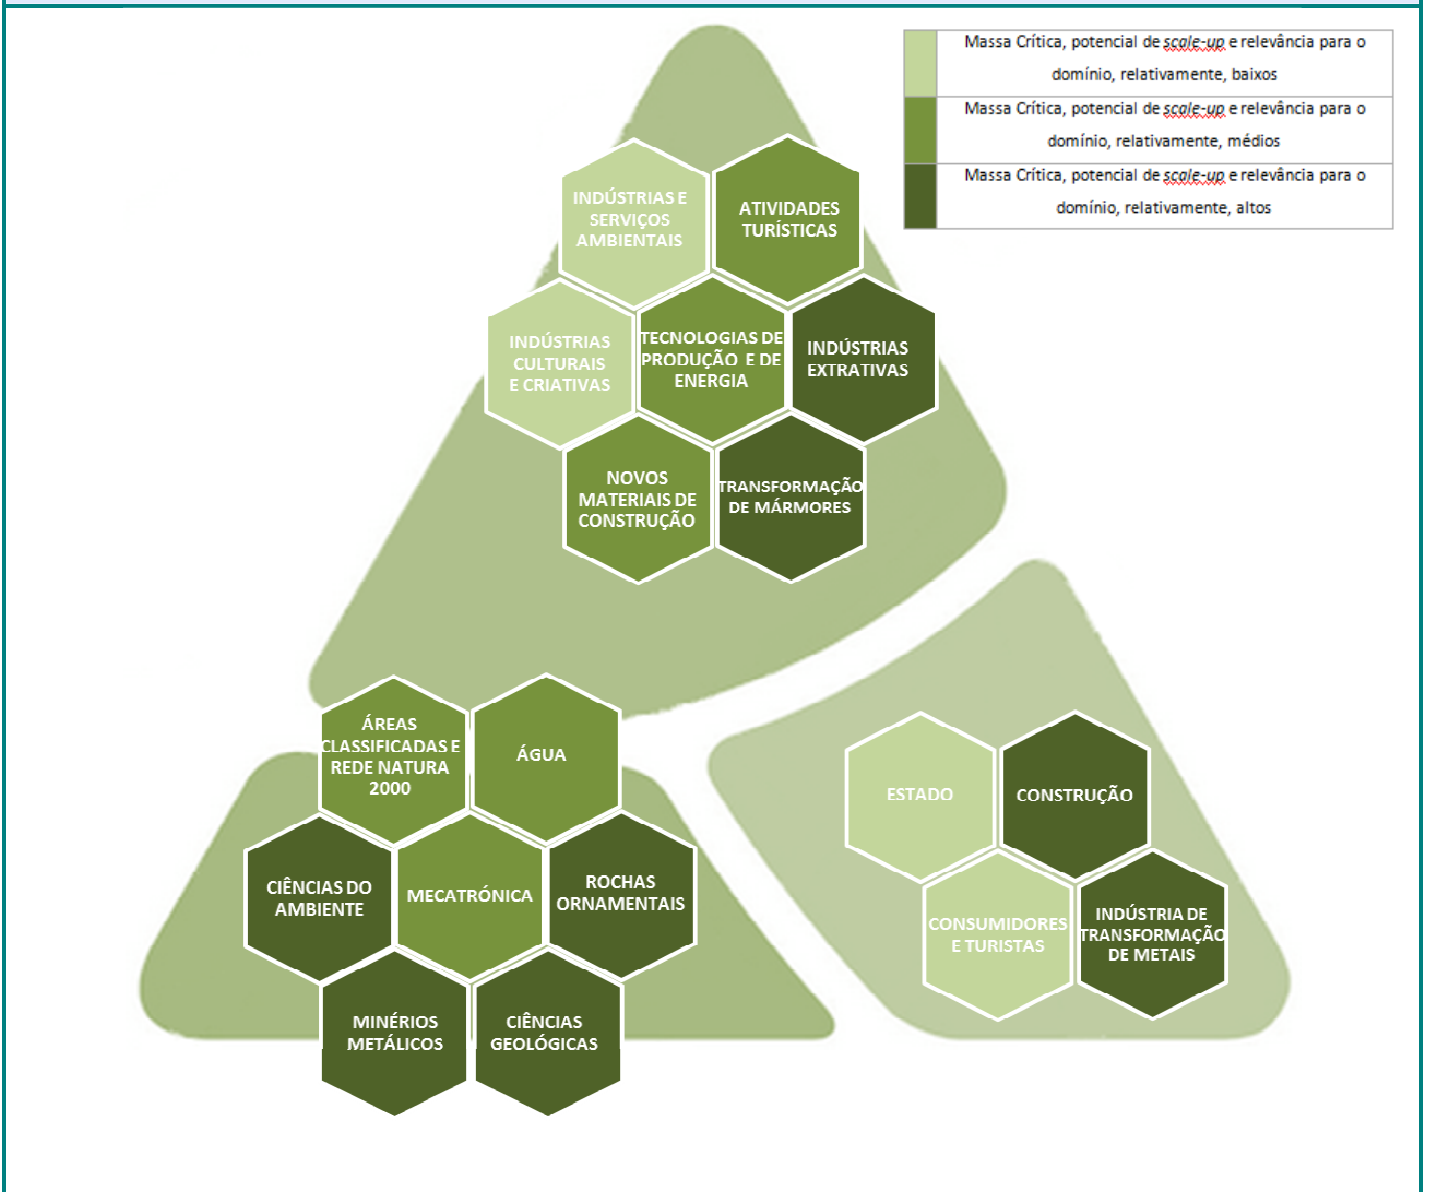 Massa Crítica, potencial de scale-up e relevância para o
domínio, relativamente, baixos
Massa Crítica, potencial de scale-up e relevância para o
domínio, relativamente, médios
Massa Crítica, potencial de scale-up e relevância para o
domínio, relativamente, altos
INDÚSTRIAS E
SERVIÇOS
AMBIENTAIS
ATIVIDADES
TURÍSTICAS
INDÚSTRIAS
CULTURAIS
E CRIATIVAS
TECNOLOGIAS DE
PRODUÇÃO E DE
ENERGIA
INDÚSTRIAS
EXTRATIVAS
NOVOS
MATERIAIS DE
CONSTRUÇÃO
TRANSFORMAÇÃO
DE MÁRMORES
ÁREAS
CLASSIFICADAS E
REDE NATURA
2000
ÁGUA
CIÊNCIAS DO
AMBIENTE
MECATRÓNICA
ROCHAS
ORNAMENTAIS
MINÉRIOS
METÁLICOS
CIÊNCIAS
GEOLÓGICAS
ESTADO
CONSTRUÇÃO
CONSUMIDORES
E TURISTAS
INDÚSTRIA DE
TRANSFORMAÇÃO
DE METAIS